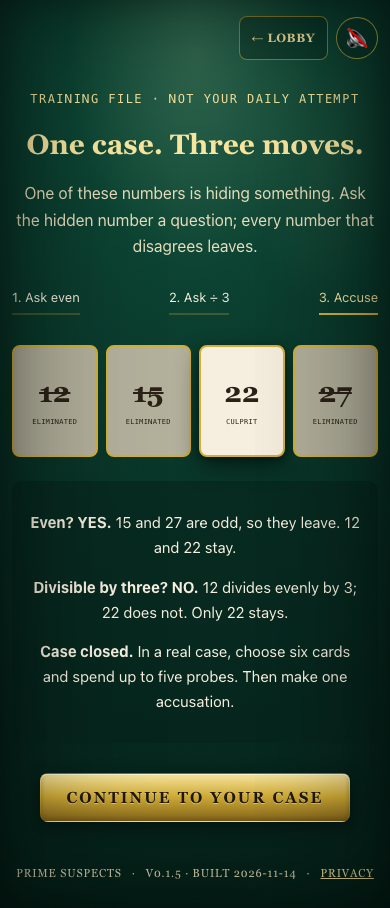 ← LOBBY
TRAINING FILE · NOT YOUR DAILY ATTEMPT
One case. Three moves.
One of these numbers is hiding something. Ask
the hidden number a question; every number that
disagrees leaves.
1. Ask even 2. Ask ÷ 3 3. Accuse
12 15 22 27
ELIMINATED ELIMINATED CULPRIT ELIMINATED
Even? YES. 15 and 27 are odd, so they leave. 12
and 22 stay.
Divisible by three? NO. 12 divides evenly by 3;
22 does not. Only 22 stays.
Case closed. In a real case, choose six cards
and spend up to five probes. Then make one
accusation.
CONTINUE TO YOUR CASE
PRIME SUSPECTS · V0.1.5 · BUILT 2026-11-14 · PRIVACY